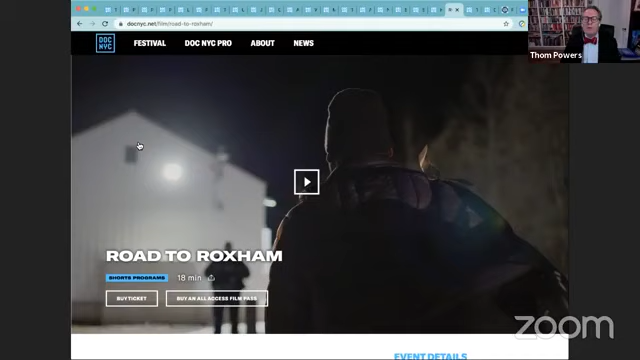 docnyc.net/film/road-to-roxham/
DOC
NYC
FESTIVAL
DOC NYC PRO
ABOUT
NEWS
Thom Powers
ROAD TO ROXHAM
SHORTS PROGRAMS
18 min
BUY TICKET
BUY AN ALL ACCESS FILM PASS
zoom
EVENT DETAILS